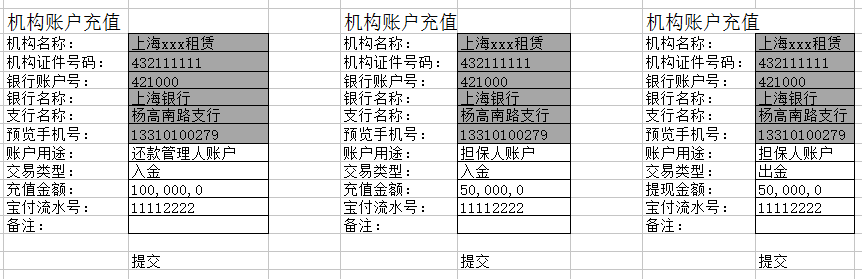 机构账户充值 机构账户充值 机构账户充值
机构名称： 上海xxx租赁 机构名称： 上海xxx租赁 机构名称： 上海xxx租赁
机构证件号码： 432111111 机构证件号码： 432111111 机构证件号码： 432111111
银行账户号： 421000 银行账户号： 421000 银行账户号： 421000
银行名称： 上海银行 银行名称： 上海银行 银行名称： 上海银行
支行名称： 杨高南路支行 支行名称： 杨高南路支行 支行名称： 杨高南路支行
预览手机号： 13310100279 预览手机号： 13310100279 预览手机号： 13310100279
账户用途： 还款管理人账户 账户用途： 担保人账户 账户用途： 担保人账户
交易类型： 入金 交易类型： 入金 交易类型： 出金
充值金额： 100,000,0 充值金额： 50,000,0 提现金额： 50,000,0
宝付流水号： 11112222 宝付流水号： 11112222 宝付流水号： 11112222
备注： 备注： 备注：
提交 提交 提交